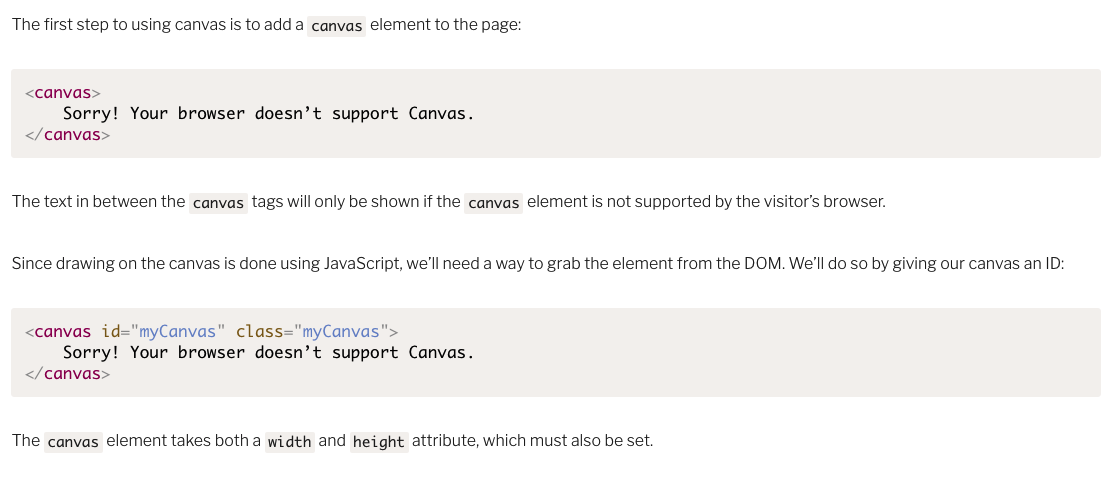 The first step to using canvas is to add a canvas element to the page:
<canvas>
    Sorry! Your browser doesn’t support Canvas.
</canvas>
The text in between the canvas tags will only be shown if the canvas element is not supported by the visitor’s browser.
Since drawing on the canvas is done using JavaScript, we’ll need a way to grab the element from the DOM. We’ll do so by giving our canvas an ID:
<canvas id="myCanvas" class="myCanvas">
    Sorry! Your browser doesn’t support Canvas.
</canvas>
The canvas element takes both a width and height attribute, which must also be set.